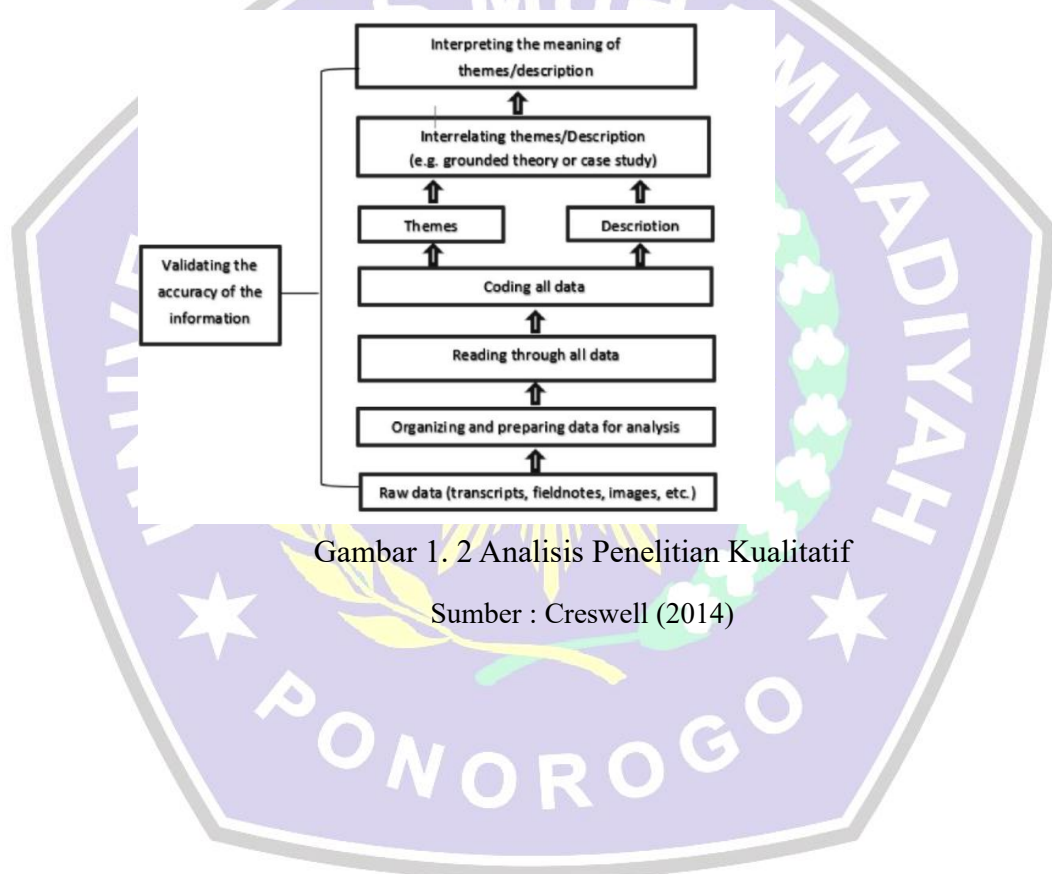 Interpreting the meaning of
themes/description
Interrelating themes/Description
(e.g. grounded theory or case study)
Themes
Description
Validating the
accuracy of the
information
Coding all data
Reading through all data
Organizing and preparing data for analysis
Raw data (transcripts, fieldnotes, images, etc.)
Gambar 1. 2 Analisis Penelitian Kualitatif
Sumber : Creswell (2014)
MUHAMMADIYAH
PONOROGO